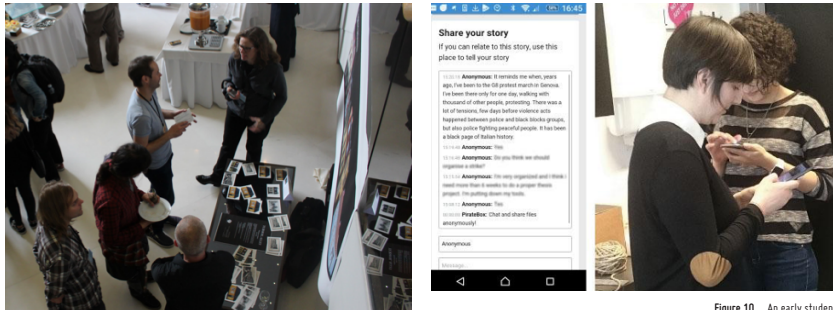 16:45
Share your story
If you can relate to this story, use this
place to tell your story
Anonymous: It reminds me when, years
ago, I've been to the G8 protest march in Genova.
I've been there only for one day, walking with
thousand of other people, protesting. There was a
lot of tensions, few days before violence acts
happened between police and black blocks groups,
but also police fighting peaceful people. It has been
a black page of Italian history.
Anonymous: Yes
Anonymous: Do you think we should
organise a strike?
Anonymous: I'm very organized and I think I
need more than 6 weeks to do a proper thesis
project. I'm putting down my tools.
Anonymous: Yes
PirateBox: Chat and share files
anonymously!
Anonymous
Message...
Figure 10 An early studen